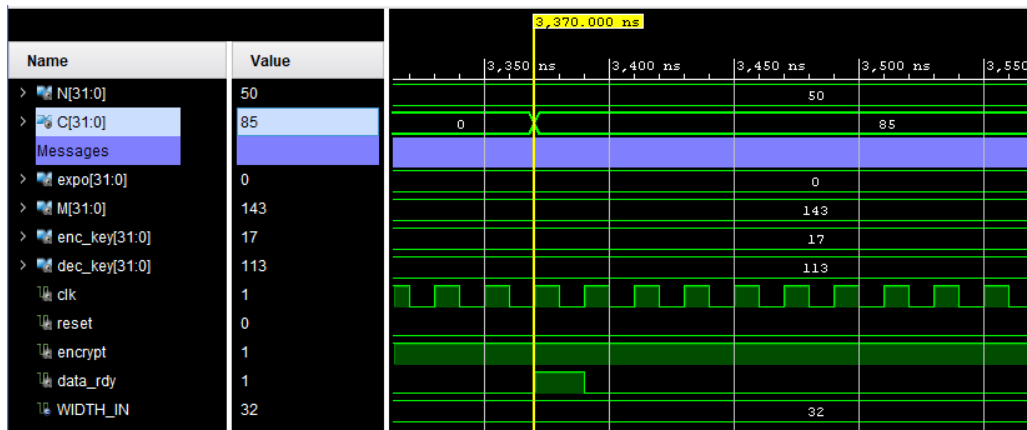 3,370.000 ns
Name Value
3,350 ns 3,400 ns 3,450 ns 3,500 ns 3,550
N[31:0] 50 50
C[31:0] 85 0 85
Messages
expo[31:0] 0 0
M[31:0] 143 143
enc_key[31:0] 17 17
dec_key[31:0] 113 113
clk 1
reset 0
encrypt 1
data_rdy 1
WIDTH_IN 32 32